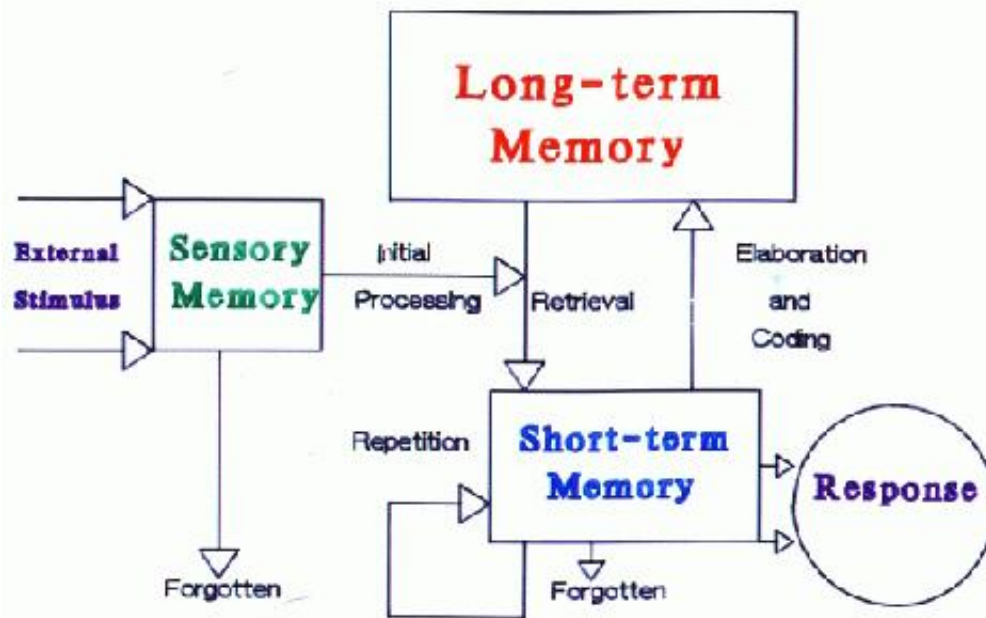 Long-term
Memory
External
Stimulus
Sensory
Memory
Initial
Processing
Retrieval
Elaboration
and
Coding
Repetition
Short-term
Memory
Response
Forgotten
Forgotten